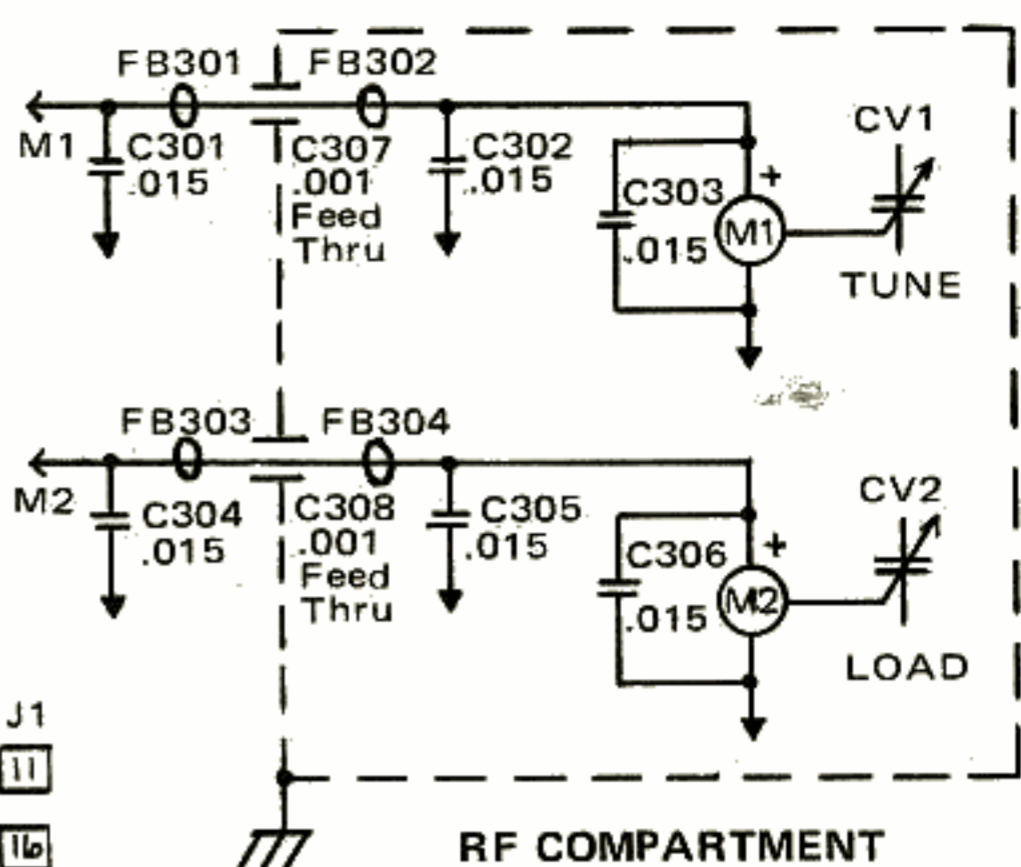 FB301
FB302
M1
C301
.015
C307
.001
Feed
Thru
C302
.015
C303
.015
+
M1
CV1
TUNE
FB303
FB304
M2
C304
.015
C308
.001
Feed
Thru
C305
.015
C306
.015
+
M2
CV2
LOAD
J1
11
16
RF COMPARTMENT